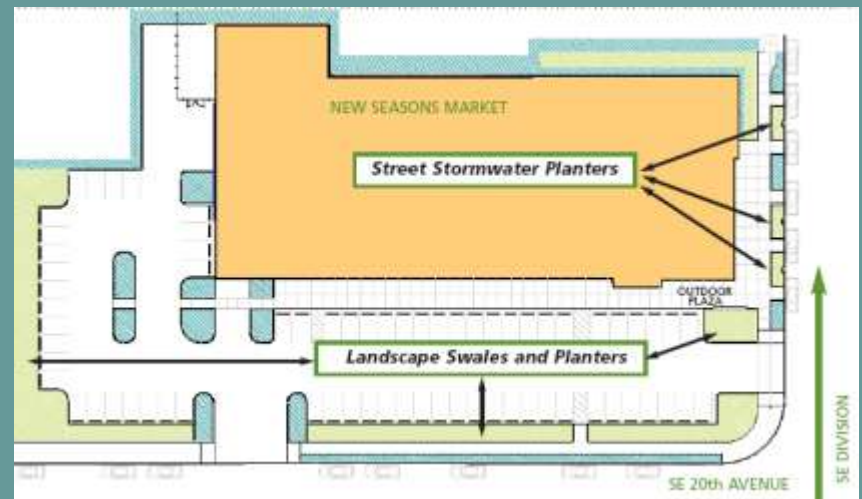 NEW SEASONS MARKET
Street Stormwater Planters
OUTDOOR
PLAZA
Landscape Swales and Planters
SE DIVISION
SE 20th AVENUE